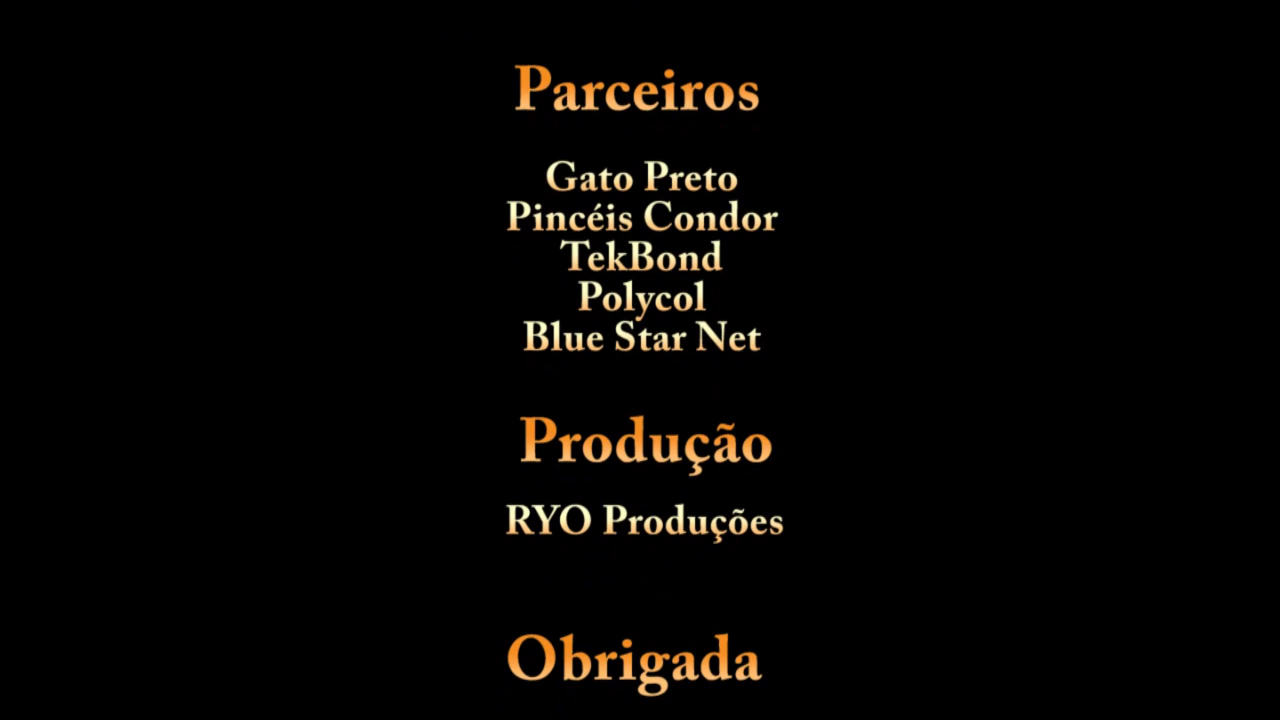 Parceiros
Gato Preto
Pincéis Condor
TekBond
Polycol
Blue Star Net
Produção
RYO Produções
Obrigada